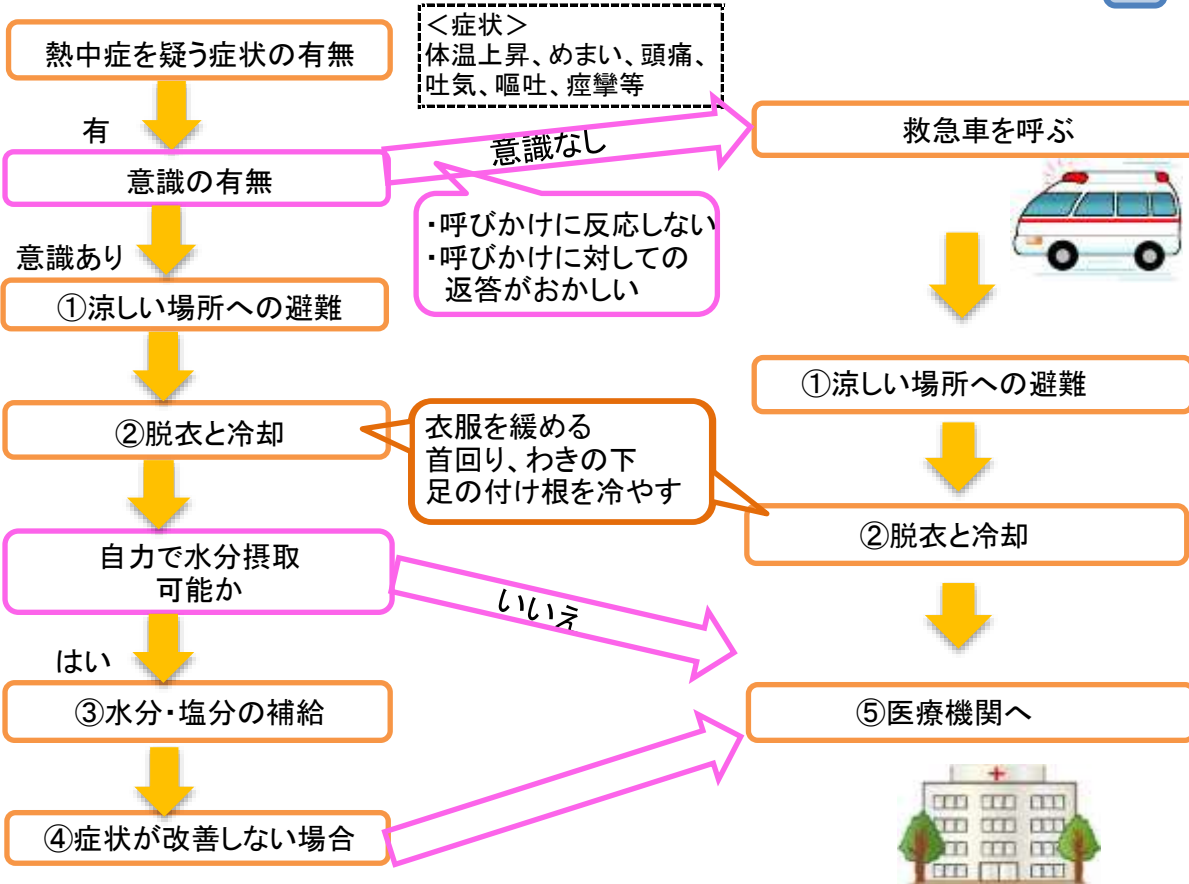 熱中症を疑う症状の有無
＜症状＞
体温上昇、めまい、頭痛、
吐気、嘔吐、痙攣等
有
意識の有無
意識なし
救急車を呼ぶ
・呼びかけに反応しない
・呼びかけに対しての
返答がおかしい
意識あり
①涼しい場所への避難
①涼しい場所への避難
②脱衣と冷却
衣服を緩める
首回り、わきの下
足の付け根を冷やす
②脱衣と冷却
自力で水分摂取
可能か
いいえ
はい
③水分・塩分の補給
⑤医療機関へ
④症状が改善しない場合